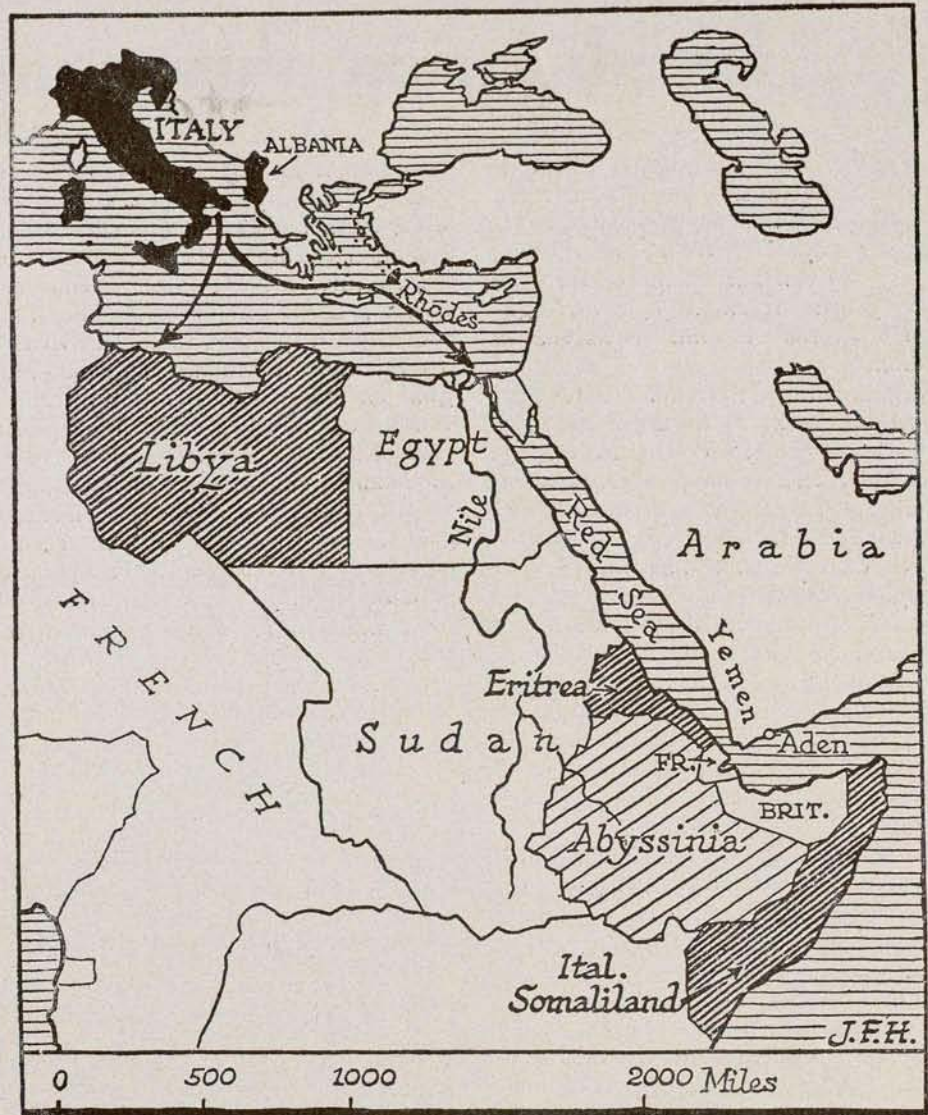 ITALY
ALBANIA
Rhodes
Libya
Egypt
Nile
Red Sea
Arabia
FRENCH
Yemen
Eritrea
Sudan
Aden
FR.
BRIT.
Abyssinia
Ital.
Somaliland
J.F.H.
0 500 1000 2000 Miles